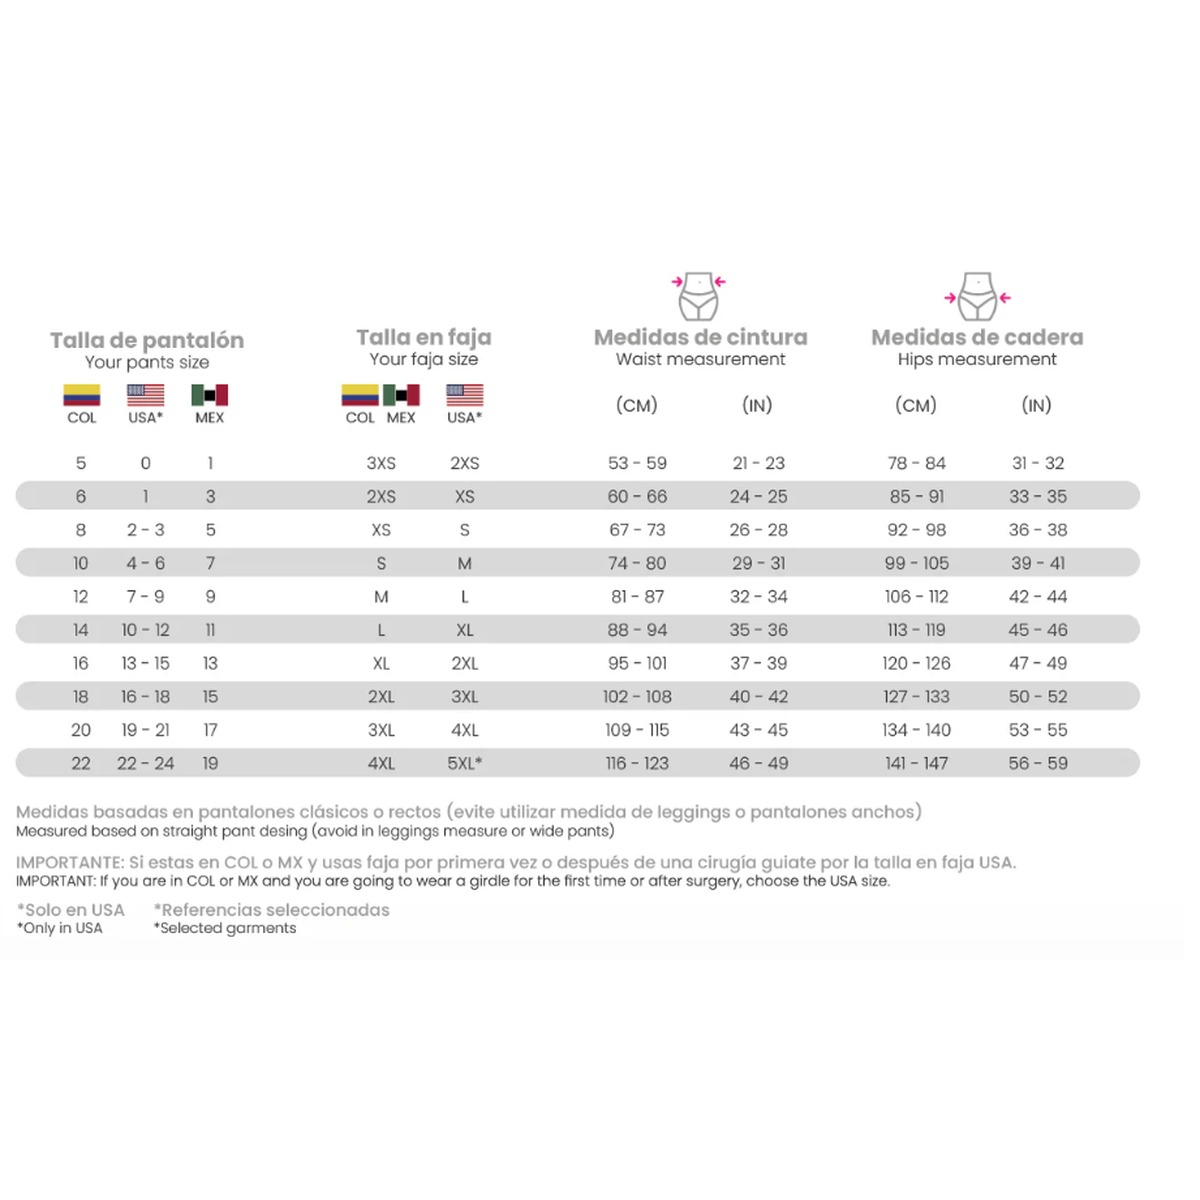 Talla de pantalón Talla en faja Medidas de cintura Medidas de cadera
Your pants size Your faja size Waist measurement Hips measurement
COL USA* MEX COL MEX USA* (CM) (IN) (CM) (IN)
5 0 1 3XS 2XS 53 - 59 21 - 23 78 - 84 31 - 32
6 1 3 2XS XS 60 - 66 24 - 25 85 - 91 33 - 35
8 2 - 3 5 XS S 67 - 73 26 - 28 92 - 98 36 - 38
10 4 - 6 7 S M 74 - 80 29 - 31 99 - 105 39 - 41
12 7 - 9 9 M L 81 - 87 32 - 34 106 - 112 42 - 44
14 10 - 12 11 L XL 88 - 94 35 - 36 113 - 119 45 - 46
16 13 - 15 13 XL 2XL 95 - 101 37 - 39 120 - 126 47 - 49
18 16 - 18 15 2XL 3XL 102 - 108 40 - 42 127 - 133 50 - 52
20 19 - 21 17 3XL 4XL 109 - 115 43 - 45 134 - 140 53 - 55
22 22 - 24 19 4XL 5XL* 116 - 123 46 - 49 141 - 147 56 - 59
Medidas basadas en pantalones clásicos o rectos (evite utilizar medida de leggings o pantalones anchos)
Measured based on straight pant desing (avoid in leggings measure or wide pants)
IMPORTANTE: Si estas en COL o MX y usas faja por primera vez o después de una cirugía guiate por la talla en faja USA.
IMPORTANT: If you are in COL or MX and you are going to wear a girdle for the first time or after surgery, choose the USA size.
*Solo en USA *Referencias seleccionadas
*Only in USA *Selected garments